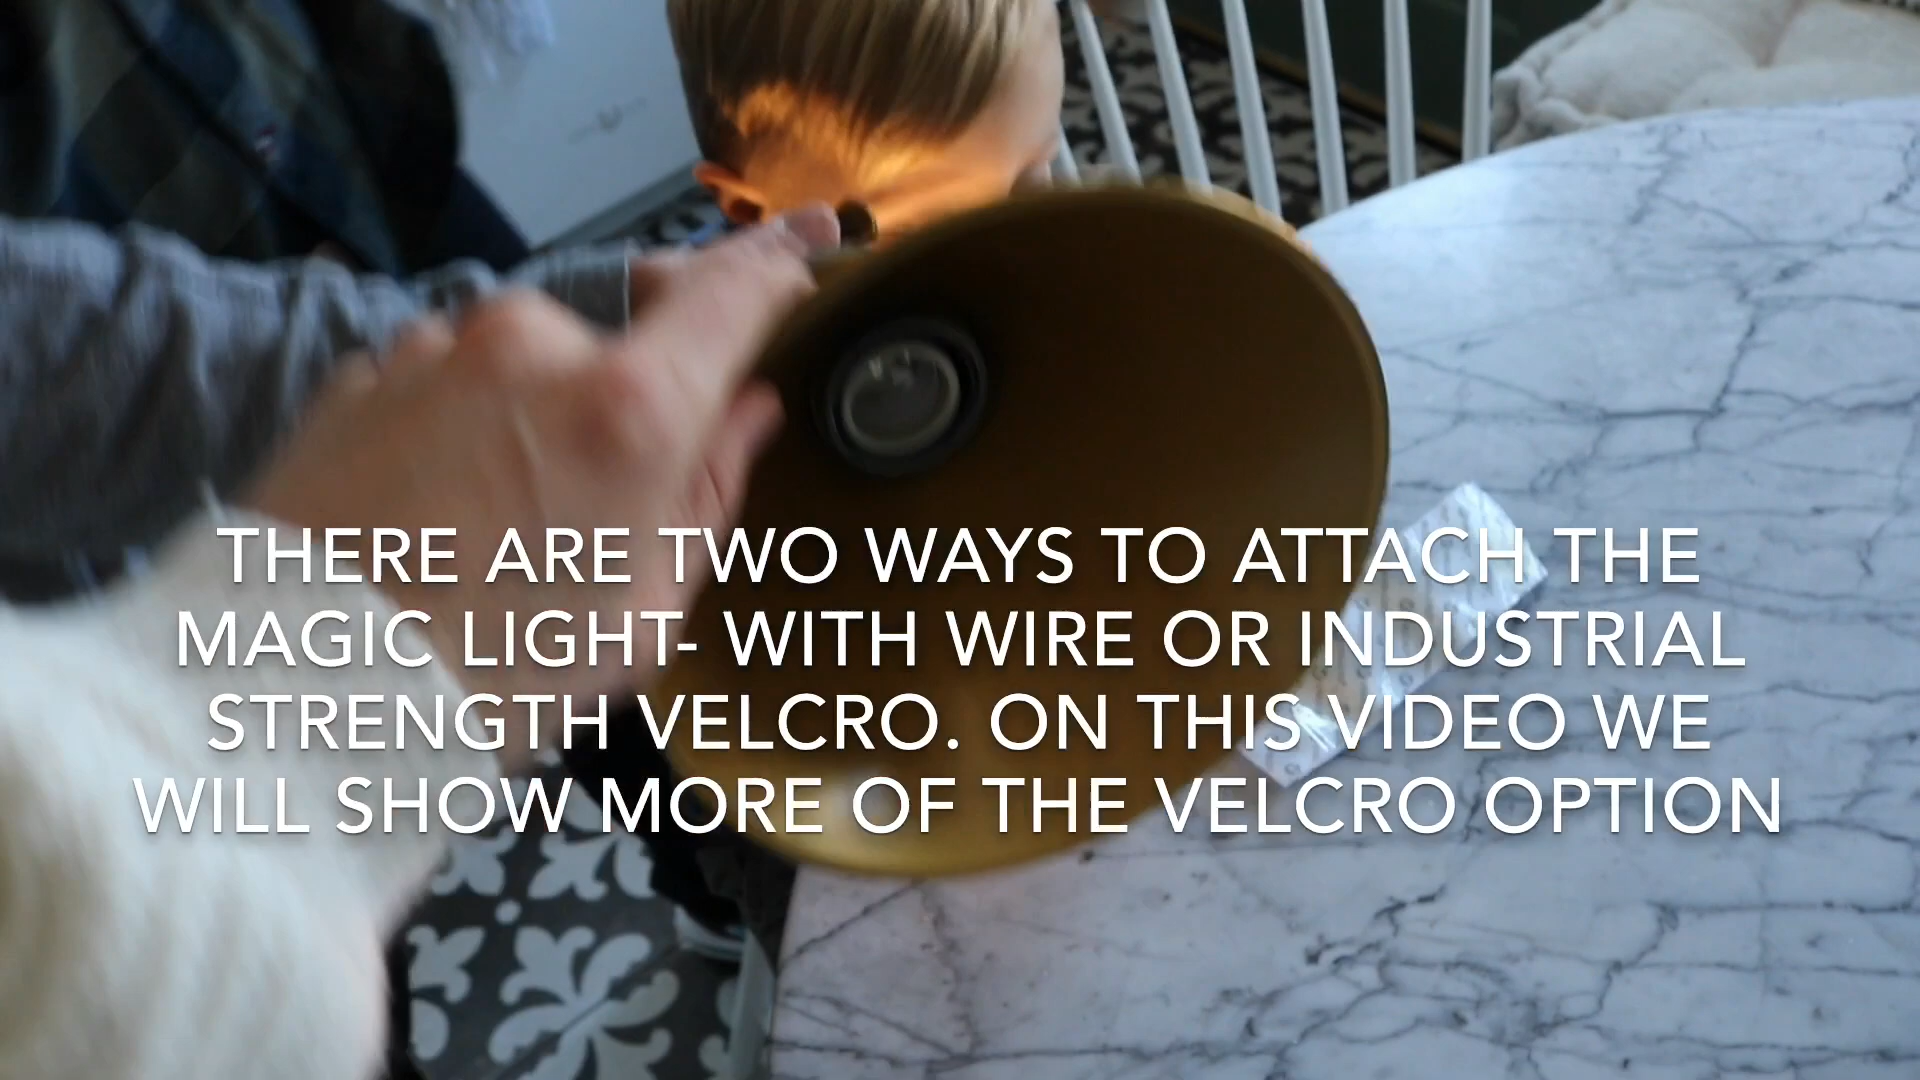 THERE ARE TWO WAYS TO ATTACH THE
MAGIC LIGHT- WITH WIRE OR INDUSTRIAL
STRENGTH VELCRO. ON THIS VIDEO WE
WILL SHOW MORE OF THE VELCRO OPTION